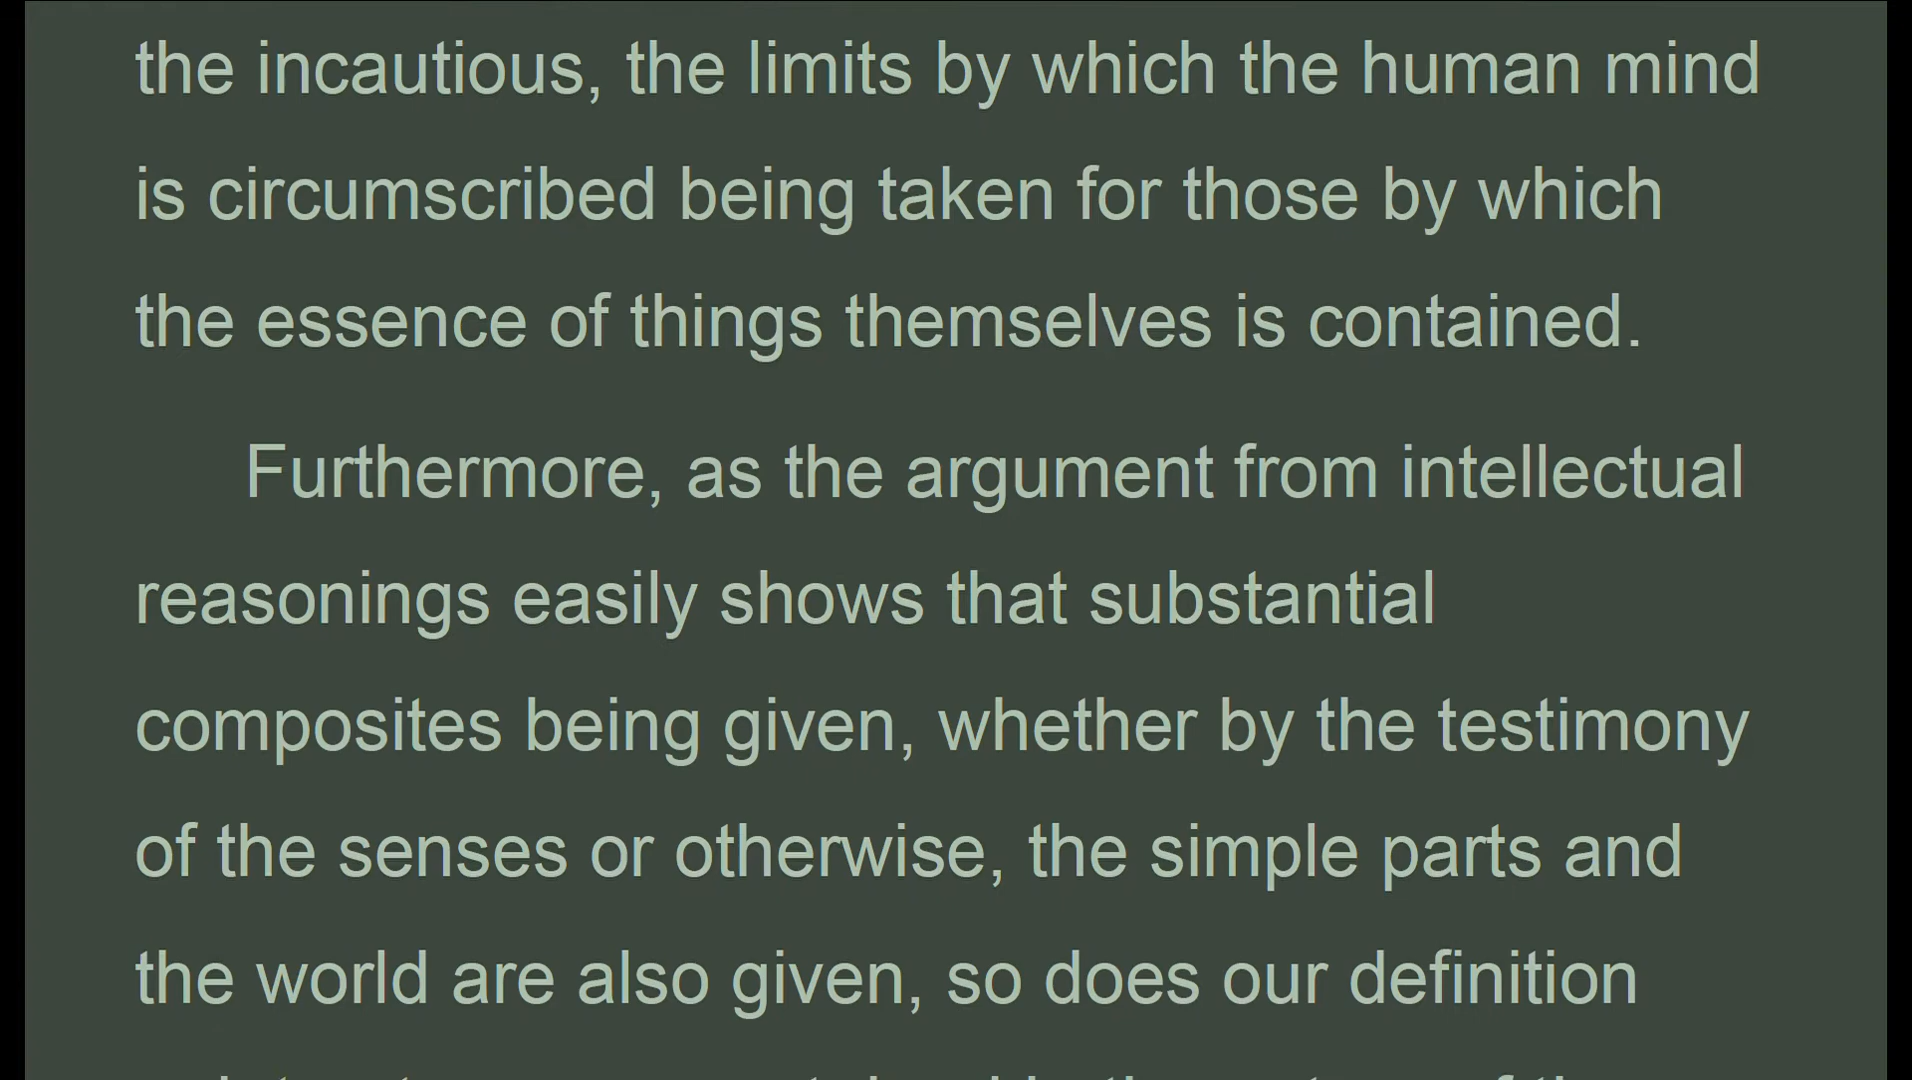 the incautious, the limits by which the human mind
is circumscribed being taken for those by which
the essence of things themselves is contained.
Furthermore, as the argument from intellectual
reasonings easily shows that substantial
composites being given, whether by the testimony
of the senses or otherwise, the simple parts and
the world are also given, so does our definition